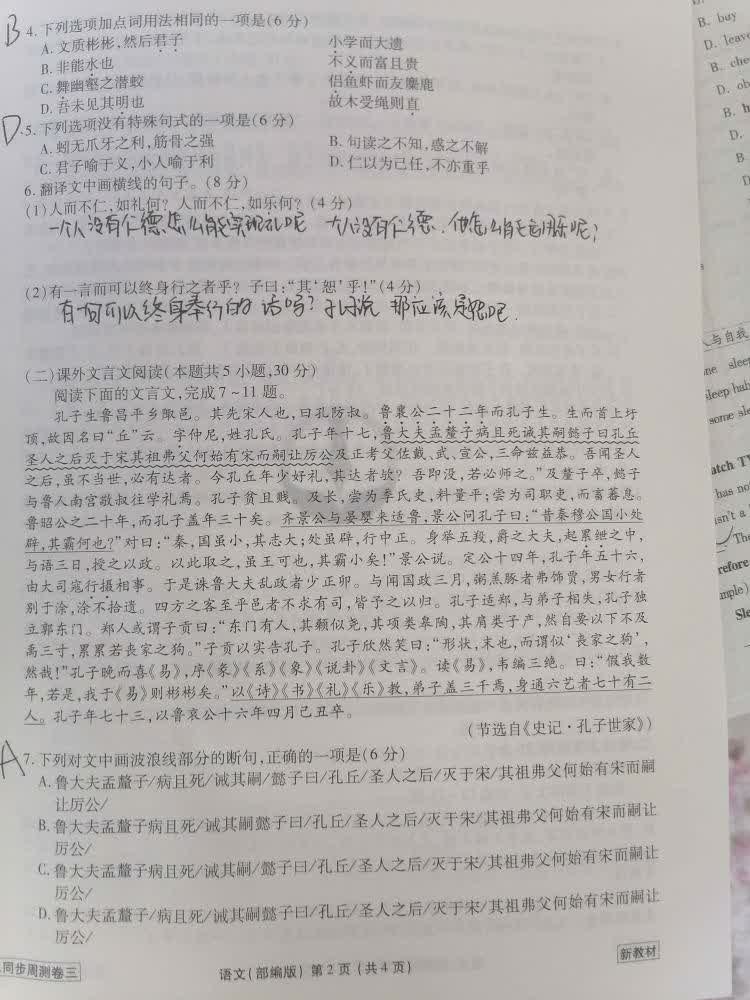 B 4. 下列选项加点词用法相同的一项是(6 分)
A. 文质彬彬,然后君子 小学而大遗
B. 非能水也 不义而富且贵
C. 舞幽壑之潜蛟 侣鱼虾而友麋鹿
D. 吾未见其明也 故木受绳则直
D 5. 下列选项没有特殊句式的一项是(6 分)
A. 蚓无爪牙之利,筋骨之强 B. 句读之不知,惑之不解
C. 君子喻于义,小人喻于利 D. 仁以为己任,不亦重乎
6. 翻译文中画横线的句子。(8 分)
(1)人而不仁,如礼何?人而不仁,如乐何?(4 分)
一个人没有仁德,怎么能实现礼呢 一个人没有仁德,他怎么能运用乐呢?
(2)有一言而可以终身行之者乎?子曰:“其‘恕’乎!”(4 分)
有一句可以终身奉行的话吗?孔子说 那应该是恕吧.
(二)课外文言文阅读(本题共 5 小题,30 分)
阅读下面的文言文,完成 7~11 题。
孔子生鲁昌平乡陬邑。其先宋人也,曰孔防叔。鲁襄公二十二年而孔子生。生而首上圩
顶,故因名曰“丘”云。字仲尼,姓孔氏。孔子年十七,鲁大夫孟釐子病且死诫其嗣懿子曰孔丘
圣人之后灭于宋其祖弗父何始有宋而嗣让厉公及正考父佐戴、武、宣公,三命兹益恭。吾闻圣人
之后,虽不当世,必有达者。今孔丘年少好礼,其达者欤?吾即没,若必师之。”及釐子卒,懿子
与鲁人南宫敬叔往学礼焉。孔子贫且贱。及长,尝为季氏史,料量平;尝为司职吏,而畜蕃息。
鲁昭公之二十年,而孔子盖年三十矣。齐景公与晏婴来适鲁,景公问孔子曰:“昔秦穆公国小处
辟,其霸何也?”对曰:“秦,国虽小,其志大;处虽辟,行中正。身举五羖,爵之大夫,起累绁之中,
与语三日,授之以政。以此取之,虽王可也,其霸小矣!”景公说。定公十四年,孔子年五十六,
由大司寇行摄相事。于是诛鲁大夫乱政者少正卯。与闻国政三月,粥羔豚者弗饰贾,男女行者
别于涂,涂不拾遗。四方之客至乎邑者不求有司,皆予之以归。孔子适郑,与弟子相失,孔子独
立郭东门。郑人或谓子贡曰:“东门有人,其颡似尧,其项类皋陶,其肩类子产,然自要以下不及
禹三寸,累累若丧家之狗。”子贡以实告孔子。孔子欣然笑曰:“形状,末也,而谓似‘丧家之狗’,
然哉!”孔子晚而喜《易》,序《彖》《系》《象》《说卦》《文言》。读《易》,韦编三绝。曰:“假我数
年,若是,我于《易》则彬彬矣。”以《诗》《书》《礼》《乐》教,弟子盖三千焉,身通六艺者七十有二
人。孔子年七十三,以鲁哀公十六年四月己丑卒。
(节选自《史记·孔子世家》)
A 7. 下列对文中画波浪线部分的断句,正确的一项是(6 分)
A. 鲁大夫孟釐子/病且死/诫其嗣/懿子曰/孔丘/圣人之后/灭于宋/其祖弗父何始有宋而嗣
让厉公/
B. 鲁大夫孟釐子/病且死/诫其嗣懿子曰/孔丘/圣人之后/灭于宋/其祖弗父何始有宋而嗣让
厉公/
C. 鲁大夫孟釐子病且死/诫其嗣/懿子曰/孔丘/圣人之后/灭于宋/其祖弗父何始有宋而嗣让
厉公/
D. 鲁大夫孟釐子/病且死/诫其嗣懿子曰/孔丘/圣人之后/灭于宋/其祖弗父何始有宋而嗣让
厉公/
同步周测卷三 语文(部编版) 第 2 页(共 4 页) 新教材
B. buy
D. leave
B. che
D. ob
B. h
D.
B.
D.
人与自我
one sleep
sleep hab
some sle
atch TV
has no
isn't a
The
refore
mple)
Sle